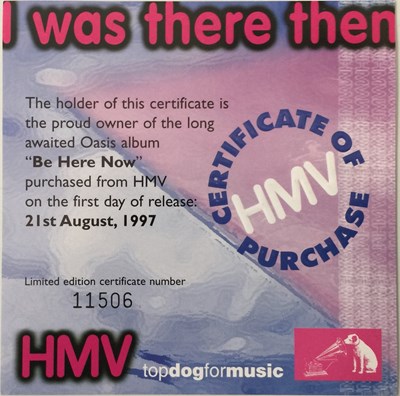 I was there then
The holder of this certificate is
the proud owner of the long
awaited Oasis album
“Be Here Now”
purchased from HMV
on the first day of release:
21st August, 1997
CERTIFICATE OF
HMV
PURCHASE
Limited edition certificate number
11506
HMV
topdogformusic